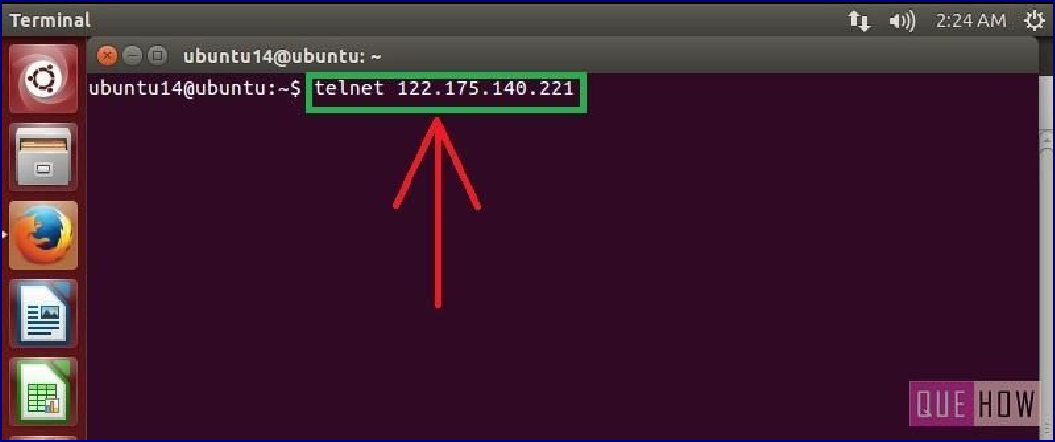 Terminal
2:24 AM
ubuntu14@ubuntu: ~
ubuntu14@ubuntu:~$ telnet 122.175.140.221
QUE HOW